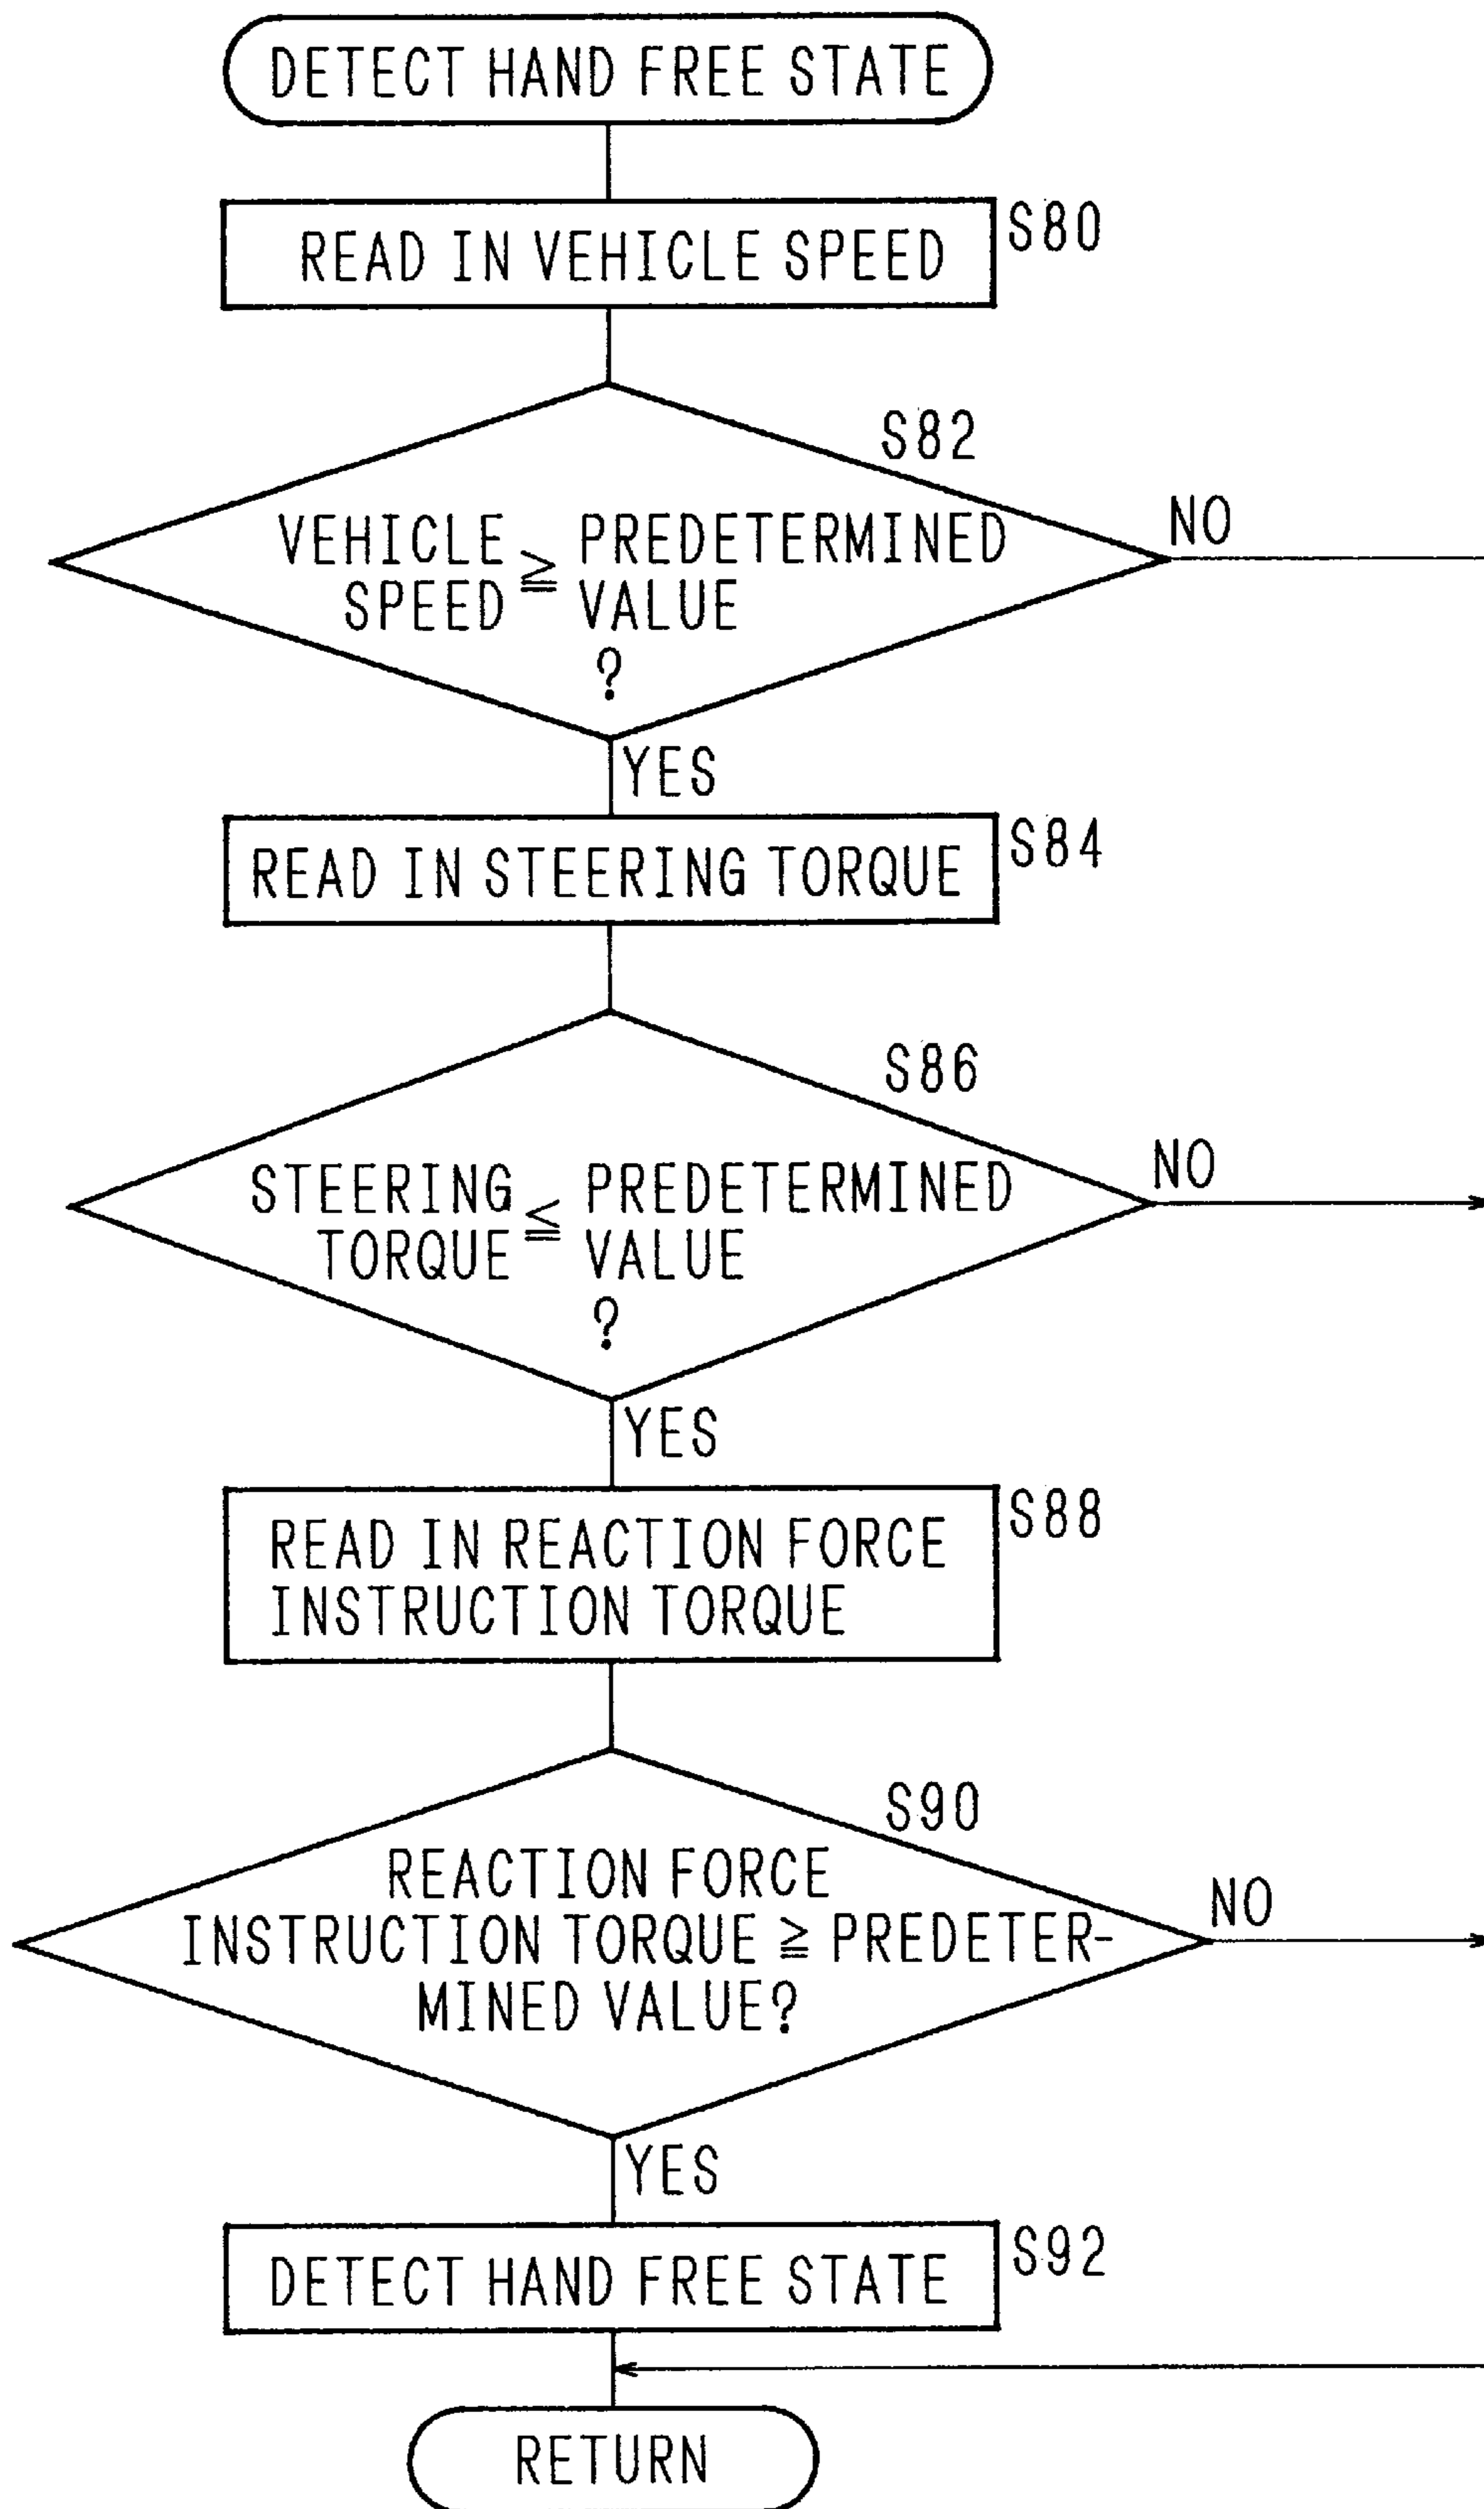 DETECT HAND FREE STATE
READ IN VEHICLE SPEED
S80
S82
VEHICLE SPEED ≧ PREDETERMINED VALUE
?
NO
YES
READ IN STEERING TORQUE
S84
S86
STEERING TORQUE ≦ PREDETERMINED VALUE
?
NO
YES
READ IN REACTION FORCE
INSTRUCTION TORQUE
S88
S90
REACTION FORCE
INSTRUCTION TORQUE ≧ PREDETER-
MINED VALUE?
NO
YES
DETECT HAND FREE STATE
S92
RETURN